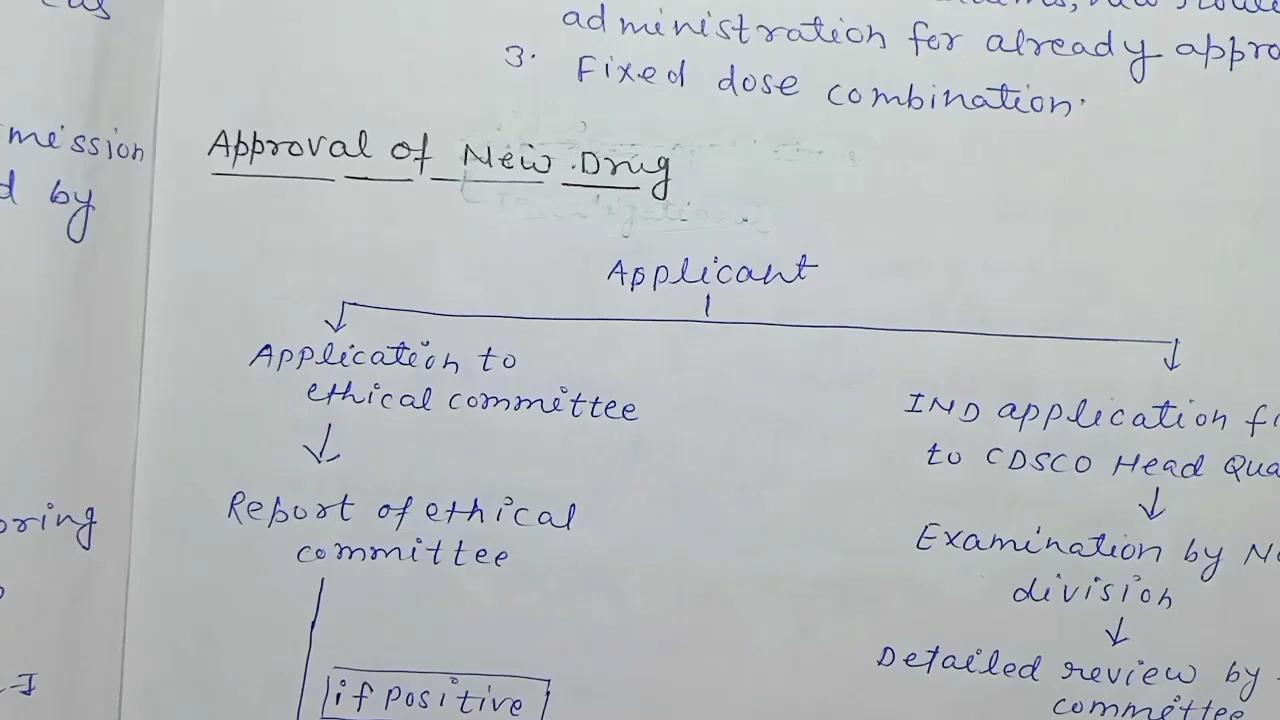 administration for already appro
3. Fixed dose combination.
mission
d by
Approval of New Drug
Applicant
Application to
ethical committee
IND application fi
to CDSCO Head Qua
Report of ethical
committee
oring
Examination by N
division
Detailed review by
committee
if positive